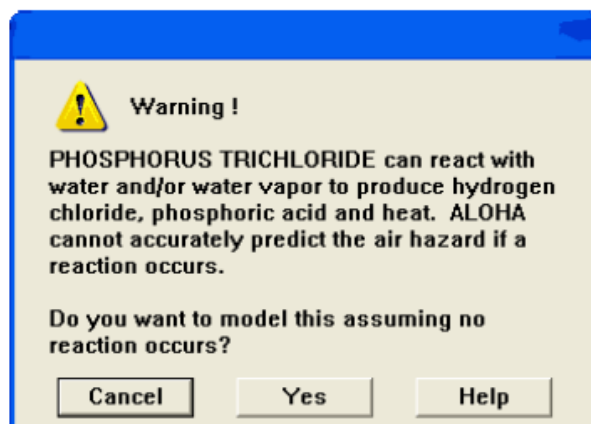 Warning !
PHOSPHORUS TRICHLORIDE can react with
water and/or water vapor to produce hydrogen
chloride, phosphoric acid and heat. ALOHA
cannot accurately predict the air hazard if a
reaction occurs.
Do you want to model this assuming no
reaction occurs?
Cancel Yes Help